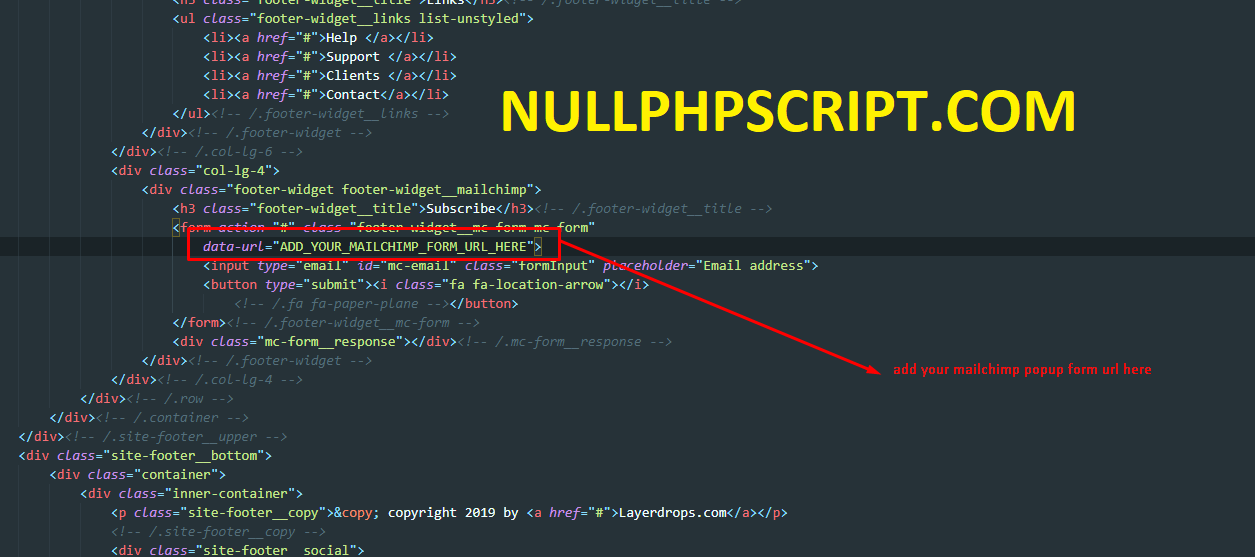 <h3 class="footer-widget__title">Links</h3><!-- /.footer-widget__title -->
<ul class="footer-widget__links list-unstyled">
<li><a href="#">Help </a></li>
<li><a href="#">Support </a></li>
<li><a href="#">Clients </a></li>
<li><a href="#">Contact</a></li>
NULLPHPSCRIPT.COM
</ul><!-- /.footer-widget__links -->
</div><!-- /.footer-widget -->
</div><!-- /.col-lg-6 -->
<div class="col-lg-4">
<div class="footer-widget footer-widget__mailchimp">
<h3 class="footer-widget__title">Subscribe</h3><!-- /.footer-widget__title -->
<form action "#" class "footer-widget__mc-form mc-form"
data-url="ADD_YOUR_MAILCHIMP_FORM_URL_HERE">
<input type="email" id="mc-email" class="formInput" placeholder="Email address">
<button type="submit"><i class="fa fa-location-arrow"></i>
<!-- /.fa fa-paper-plane --></button>
</form><!-- /.footer-widget__mc-form -->
<div class="mc-form__response"></div><!-- /.mc-form__response -->
</div><!-- /.footer-widget -->
add your mailchimp popup form url here
</div><!-- /.col-lg-4 -->
</div><!-- /.row -->
</div><!-- /.container -->
</div><!-- /.site-footer__upper -->
<div class="site-footer__bottom">
<div class="container">
<div class="inner-container">
<p class="site-footer__copy">&copy; copyright 2019 by <a href="#">Layerdrops.com</a></p>
<!-- /.site-footer__copy -->
<div class="site-footer__social">